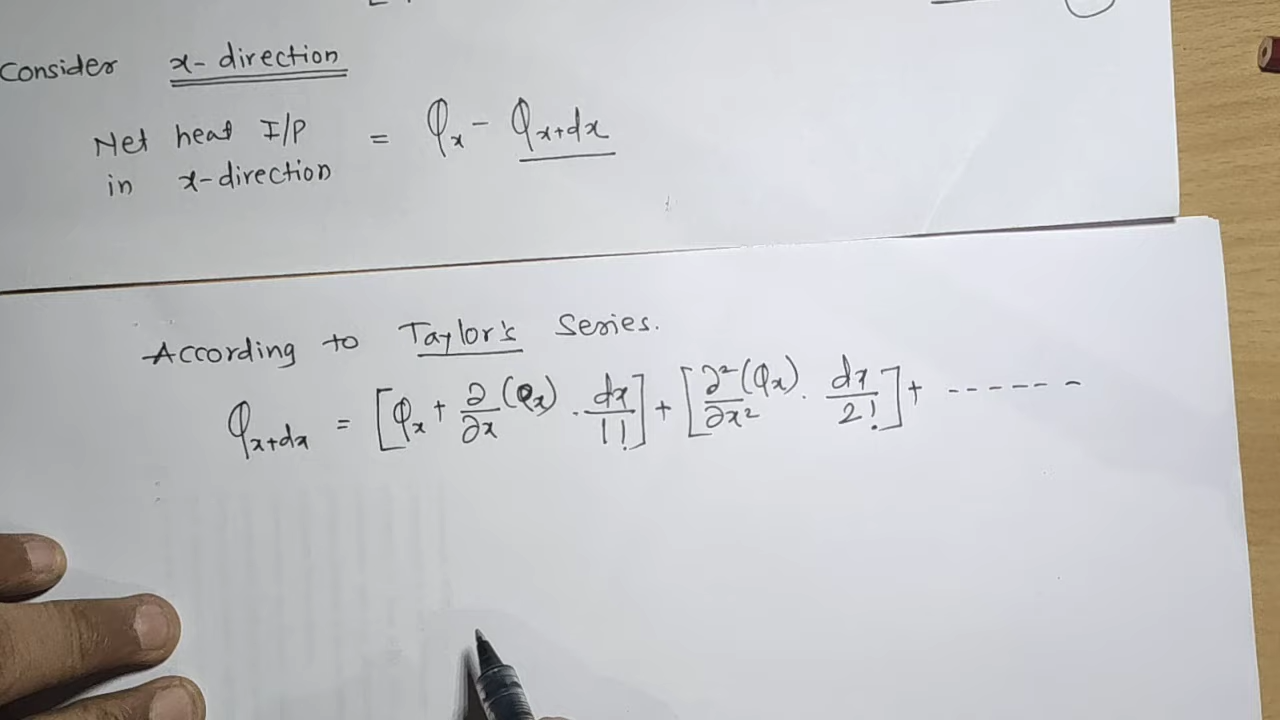 Consider x-direction
Net heat I/P = Qx - Qx+dx
in x-direction
According to Taylor's Series.
Qx+dx = [Qx + ∂/∂x (Qx) . dx/1!] + [∂²/∂x² (Qx) . dx/2!] + -------